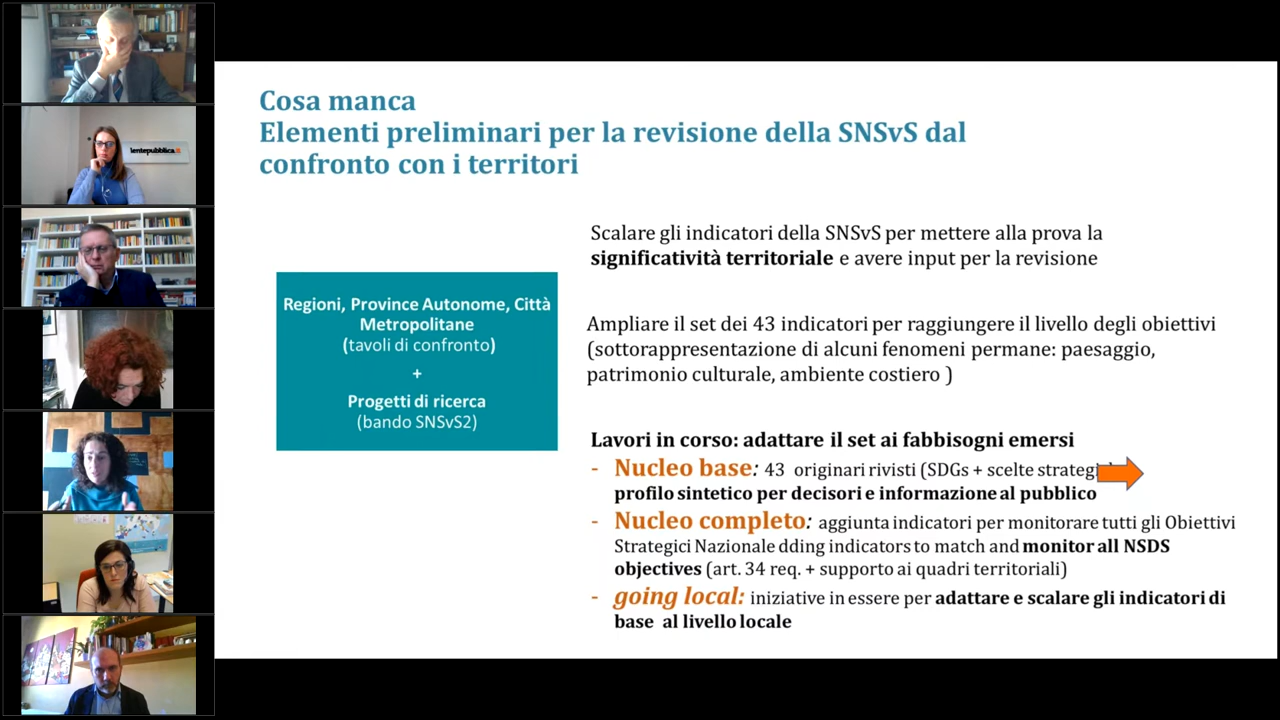 lentepubblica.it
Cosa manca
Elementi preliminari per la revisione della SNSvS dal
confronto con i territori
Regioni, Province Autonome, Città
Metropolitane
(tavoli di confronto)
+
Progetti di ricerca
(bando SNSvS2)
Scalare gli indicatori della SNSvS per mettere alla prova la
significatività territoriale e avere input per la revisione
Ampliare il set dei 43 indicatori per raggiungere il livello degli obiettivi
(sottorappresentazione di alcuni fenomeni permane: paesaggio,
patrimonio culturale, ambiente costiero )
Lavori in corso: adattare il set ai fabbisogni emersi
- Nucleo base: 43 originari rivisti (SDGs + scelte
profilo sintetico per decisori e informazione al pubblico
- Nucleo completo: aggiunta indicatori per monitorare tutti gli Obiettivi
Strategici Nazionale dding indicators to match and monitor all NSDS
objectives (art. 34 req. + supporto ai quadri territoriali)
- going local: iniziative in essere per adattare e scalare gli indicatori di
base al livello locale